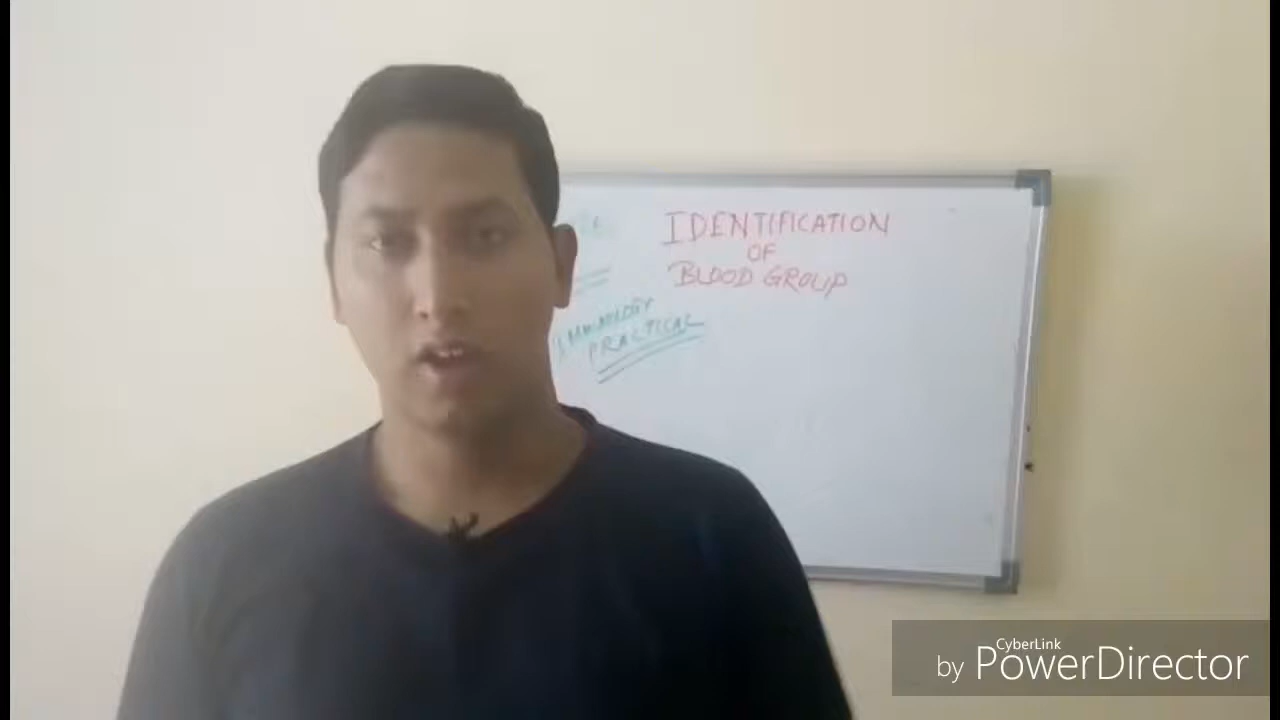 IDENTIFICATION
OF
BLOOD GROUP
PRACTICAL
CyberLink
by PowerDirector